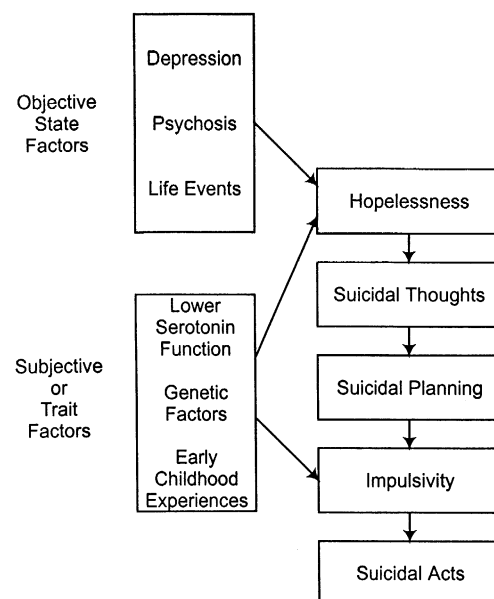 Objective
State
Factors
Depression
Psychosis
Life Events
Hopelessness
Suicidal Thoughts
Subjective
or
Trait
Factors
Lower
Serotonin
Function
Genetic
Factors
Early
Childhood
Experiences
Suicidal Planning
Impulsivity
Suicidal Acts